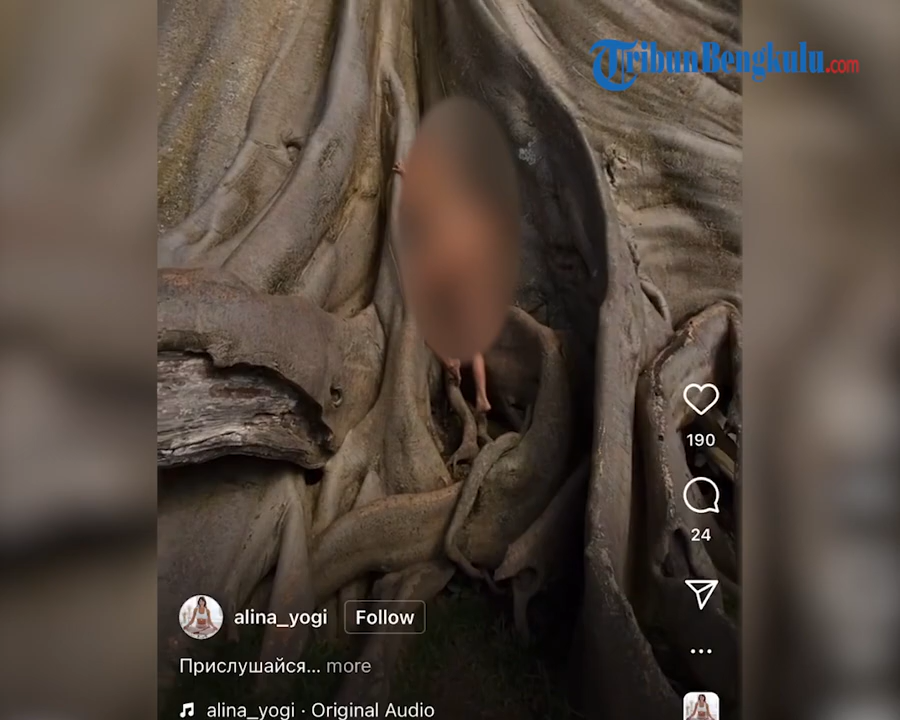 TribunBengkulu.com
190
24
alina_yogi Follow
Прислушайся... more
alina_yogi · Original Audio